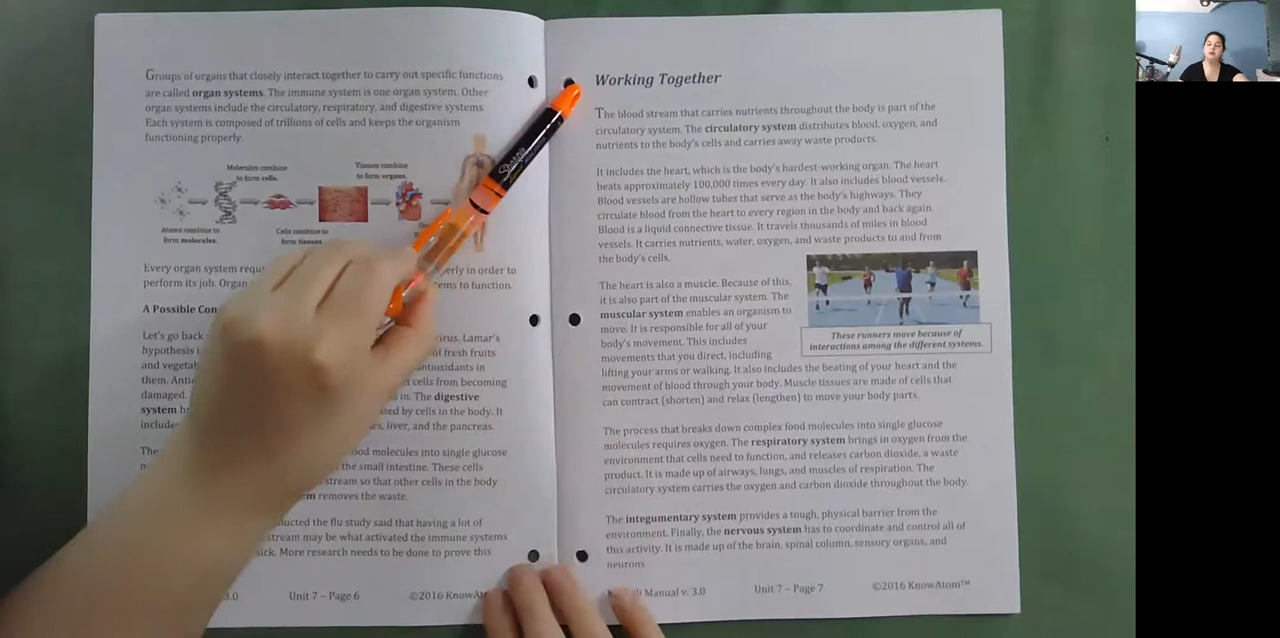 Groups of organs that closely interact together to carry out specific functions
are called organ systems. The immune system is one organ system. Other
organ systems include the circulatory, respiratory, and digestive systems.
Each system is composed of trillions of cells and keeps the organism
functioning properly.
Molecules combine
to form cells.
Tissues combine
to form organs.
Atoms combine to
form molecules.
Cells combine to
form tissues.
Every organ system
erly in order to
perform its job. Organ
tems to function.
A Possible
Let's go back
virus. Lamar's
hypothesis
of fresh fruits
and
antioxidants in
them.
cells from becoming
damaged.
in. The digestive
system
sed by cells in the body. It
liver, and the pancreas.
The
food molecules into single glucose
the small intestine. These cells
stream so that other cells in the body
removes the waste.
the flu study said that having a lot of
stream may be what activated the immune systems
sick. More research needs to be done to prove this
3.0
Unit 7 – Page 6
©2016
Sharpie
Working Together
The blood stream that carries nutrients throughout the body is part of the
circulatory system. The circulatory system distributes blood, oxygen, and
nutrients to the body's cells and carries away waste products.
It includes the heart, which is the body's hardest-working organ. The heart
beats approximately 100,000 times every day. It also includes blood vessels.
Blood vessels are hollow tubes that serve as the body's highways. They
circulate blood from the heart to every region in the body and back again.
Blood is a liquid connective tissue. It travels thousands of miles in blood
vessels. It carries nutrients, water, oxygen, and waste products to and from
the body's cells.
The heart is also a muscle. Because of this,
it is also part of the muscular system. The
muscular system enables an organism to
move. It is responsible for all of your
body's movement. This includes
movements that you direct, including
lifting your arms or walking. It also includes the beating of your heart and the
movement of blood through your body. Muscle tissues are made of cells that
can contract (shorten) and relax (lengthen) to move your body parts.
These runners move because of
interactions among the different systems.
The process that breaks down complex food molecules into single glucose
molecules requires oxygen. The respiratory system brings in oxygen from the
environment that cells need to function, and releases carbon dioxide, a waste
product. It is made up of airways, lungs, and muscles of respiration. The
circulatory system carries the oxygen and carbon dioxide throughout the body.
The integumentary system provides a tough, physical barrier from the
environment. Finally, the nervous system has to coordinate and control all of
this activity. It is made up of the brain, spinal column, sensory organs, and
neurons
Manual v. 3.0
Unit 7 – Page 7
©2016 KnowAtom™